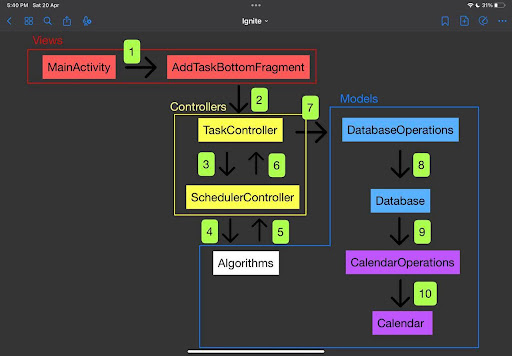 5:40 PM Sat 20 Apr
21%
Ignite
Views
1
MainActivity
AddTaskBottomFragment
2
7
Controllers
Models
TaskController
DatabaseOperations
3
6
8
SchedulerController
Database
4
5
9
Algorithms
CalendarOperations
10
Calendar